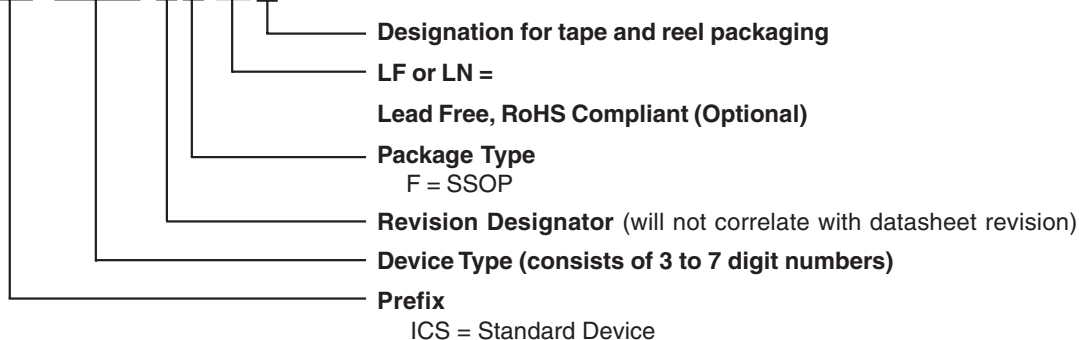 Designation for tape and reel packaging
LF or LN =
Lead Free, RoHS Compliant (Optional)
Package Type
F = SSOP
Revision Designator (will not correlate with datasheet revision)
Device Type (consists of 3 to 7 digit numbers)
Prefix
ICS = Standard Device